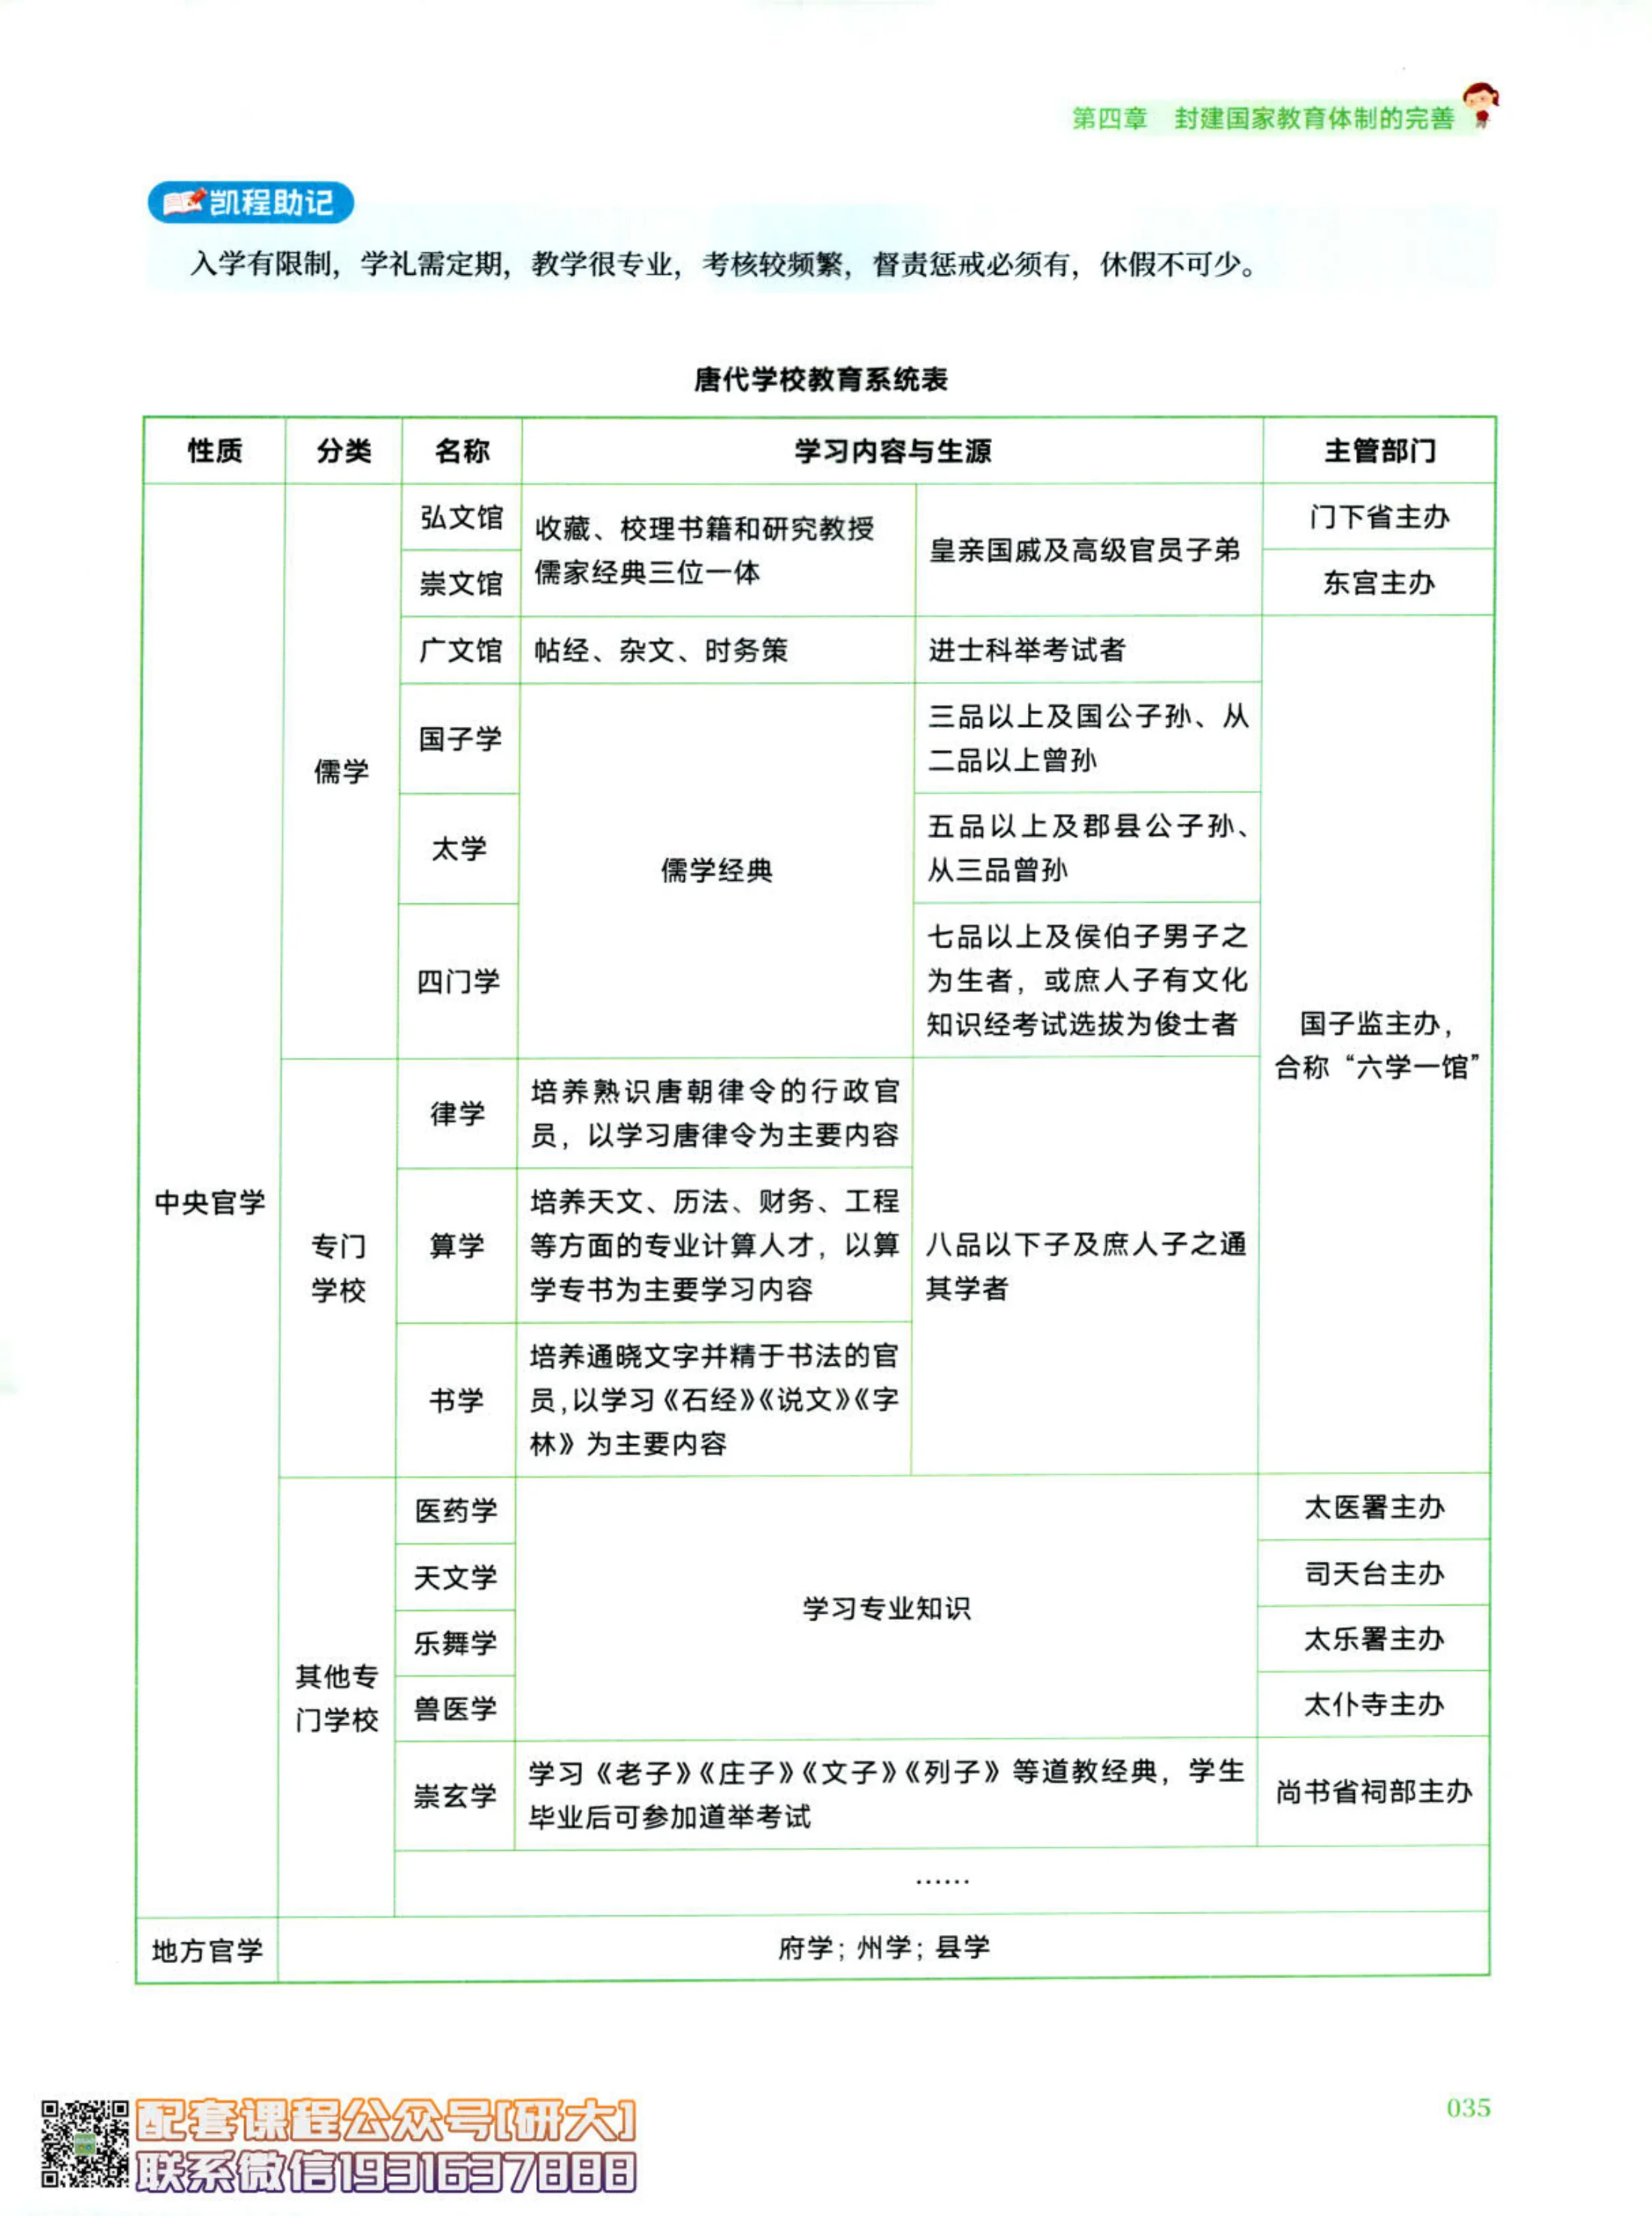 第四章 封建国家教育体制的完善
凯程助记
入学有限制，学礼需定期，教学很专业，考核较频繁，督责惩戒必须有，休假不可少。
唐代学校教育系统表
性质 分类 名称 学习内容与生源 主管部门
中央官学
儒学
弘文馆
崇文馆
收藏、校理书籍和研究教授
儒家经典三位一体
皇亲国戚及高级官员子弟
门下省主办
东宫主办
广文馆 帖经、杂文、时务策 进士科举考试者
国子学
太学
四门学
儒学经典
三品以上及国公子孙、从
二品以上曾孙
五品以上及郡县公子孙、
从三品曾孙
七品以上及侯伯子男子之
为生者，或庶人子有文化
知识经考试选拔为俊士者
国子监主办，
合称“六学一馆”
专门
学校
律学
培养熟识唐朝律令的行政官
员，以学习唐律令为主要内容
算学
培养天文、历法、财务、工程
等方面的专业计算人才，以算
学专书为主要学习内容
书学
培养通晓文字并精于书法的官
员，以学习《石经》《说文》《字
林》为主要内容
八品以下子及庶人子之通
其学者
其他专
门学校
医药学
天文学
乐舞学
兽医学
学习专业知识
太医署主办
司天台主办
太乐署主办
太仆寺主办
崇玄学
学习《老子》《庄子》《文子》《列子》等道教经典，学生
毕业后可参加道举考试
尚书省祠部主办
……
地方官学 府学；州学；县学
035
配套课程公众号[研大]
联系微信1931637888